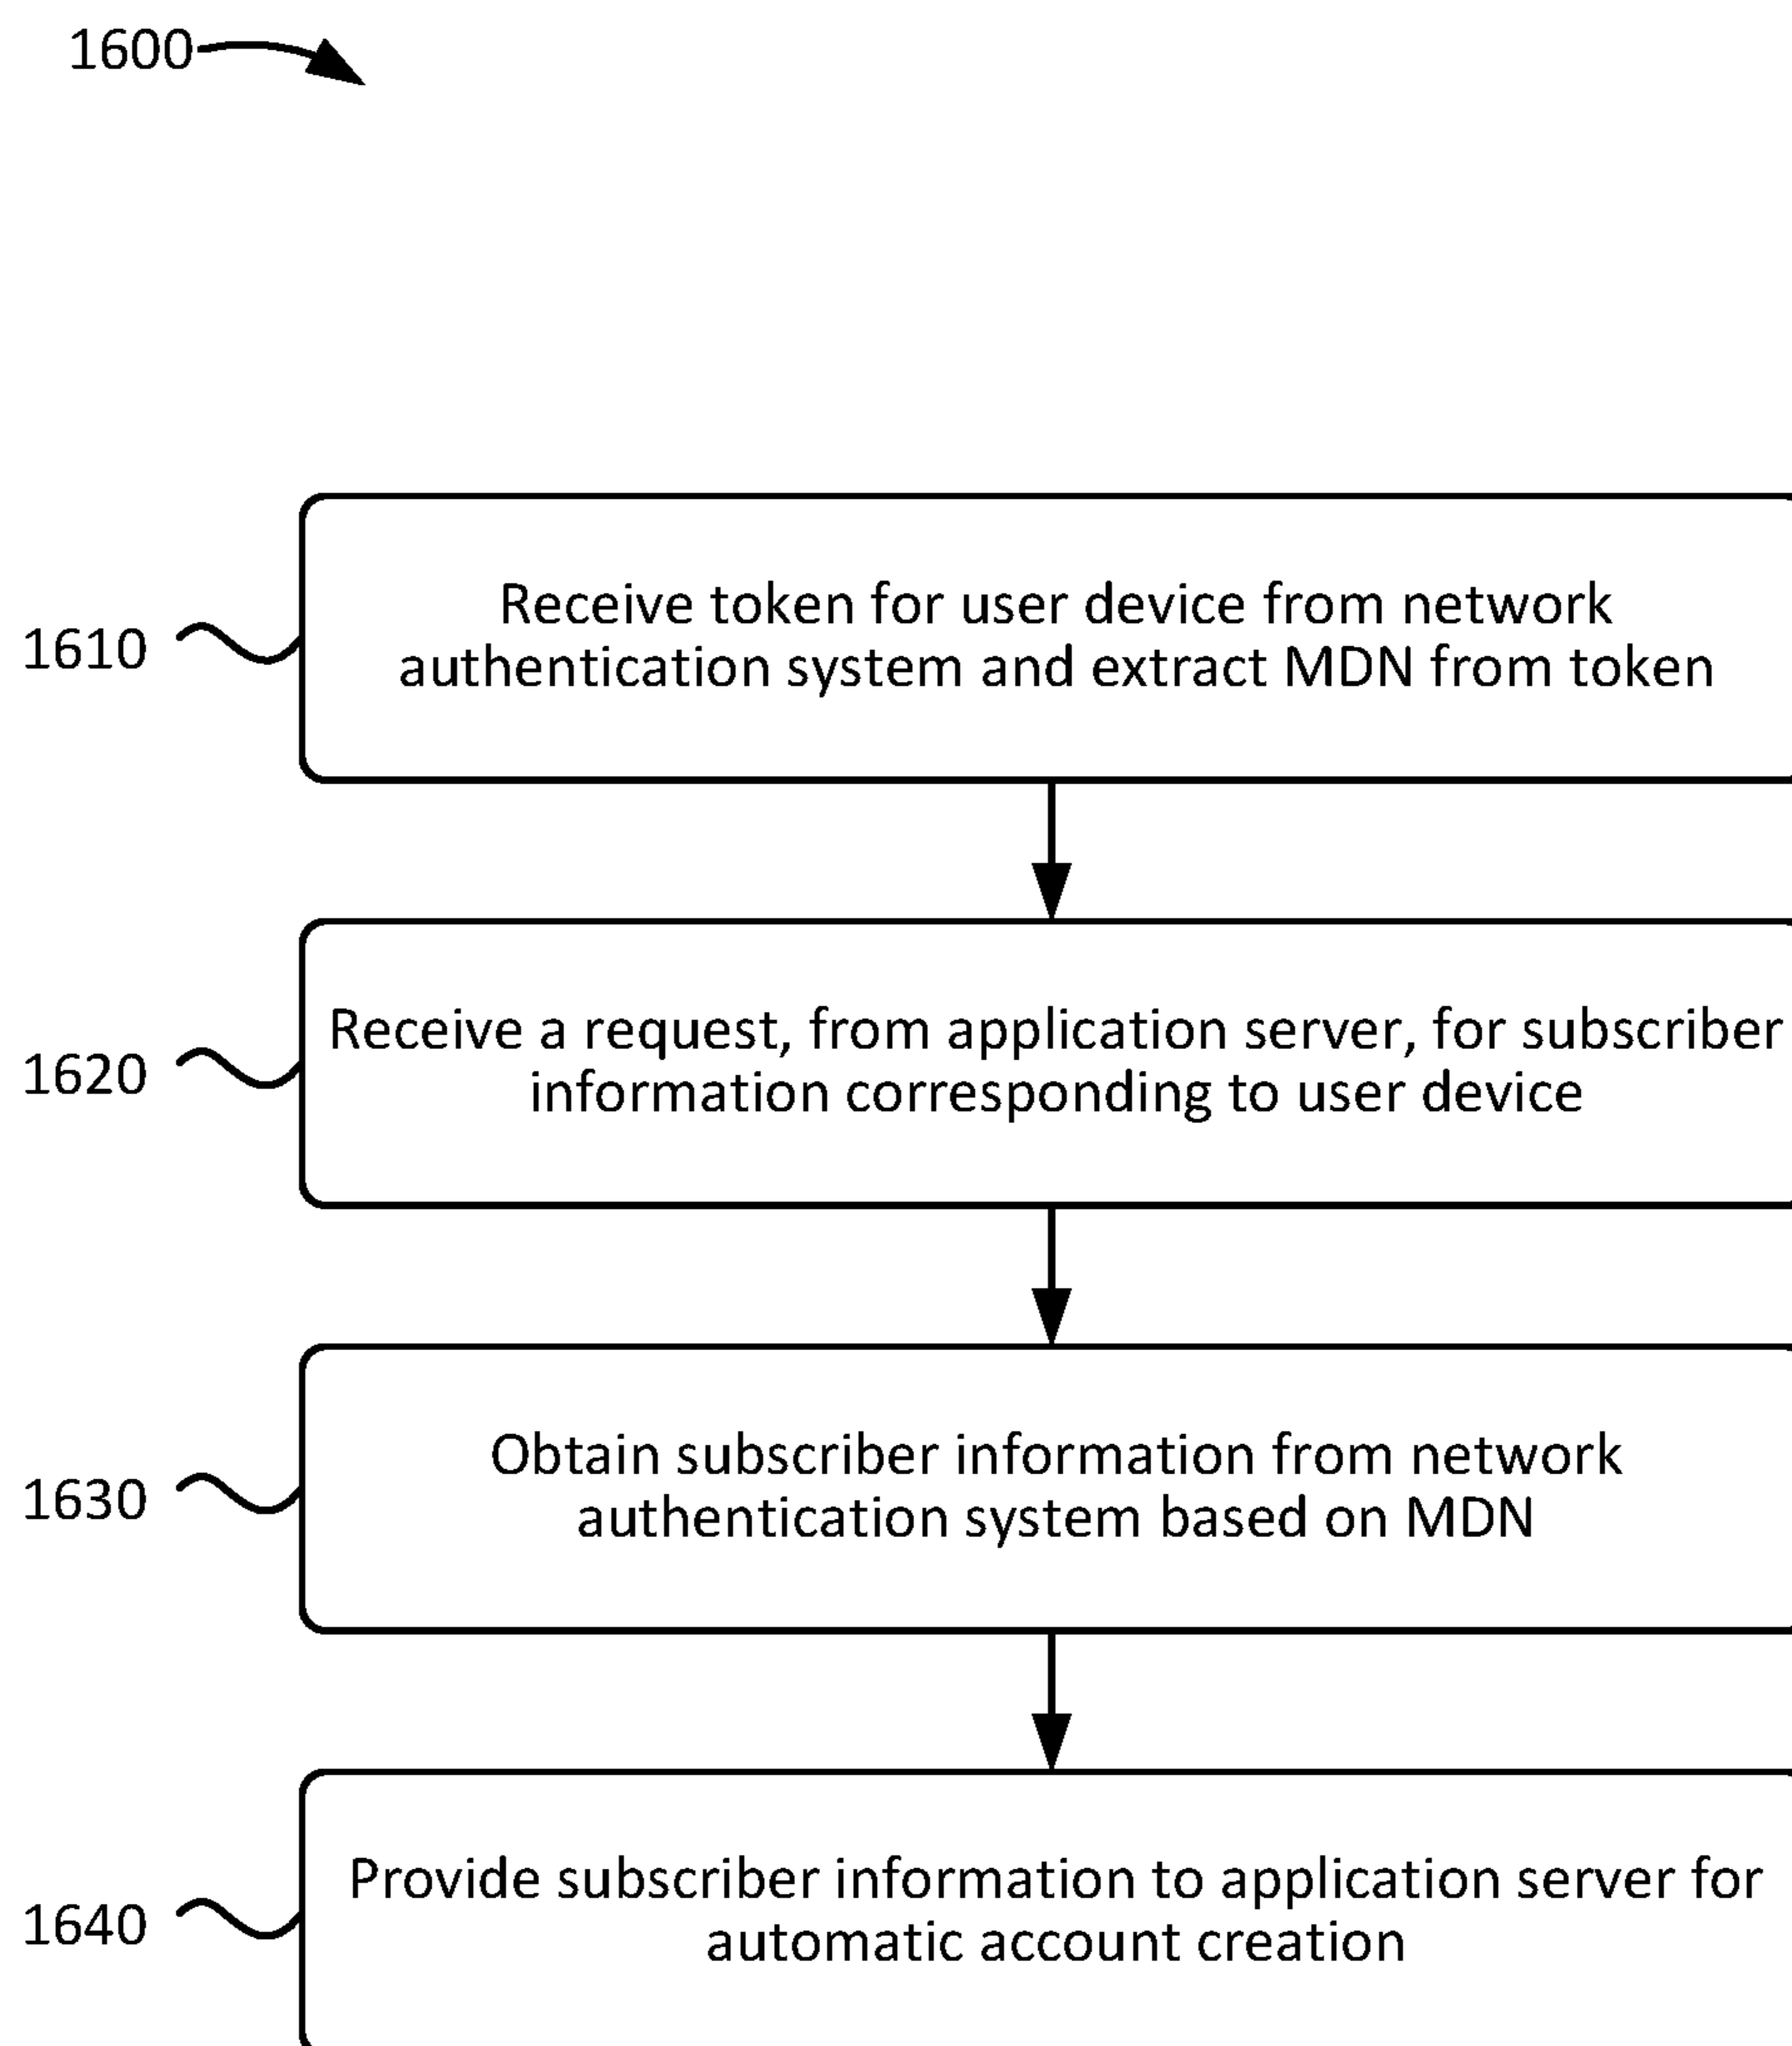 1600
1610
Receive token for user device from network
authentication system and extract MDN from token
1620
Receive a request, from application server, for subscriber
information corresponding to user device
1630
Obtain subscriber information from network
authentication system based on MDN
1640
Provide subscriber information to application server for
automatic account creation